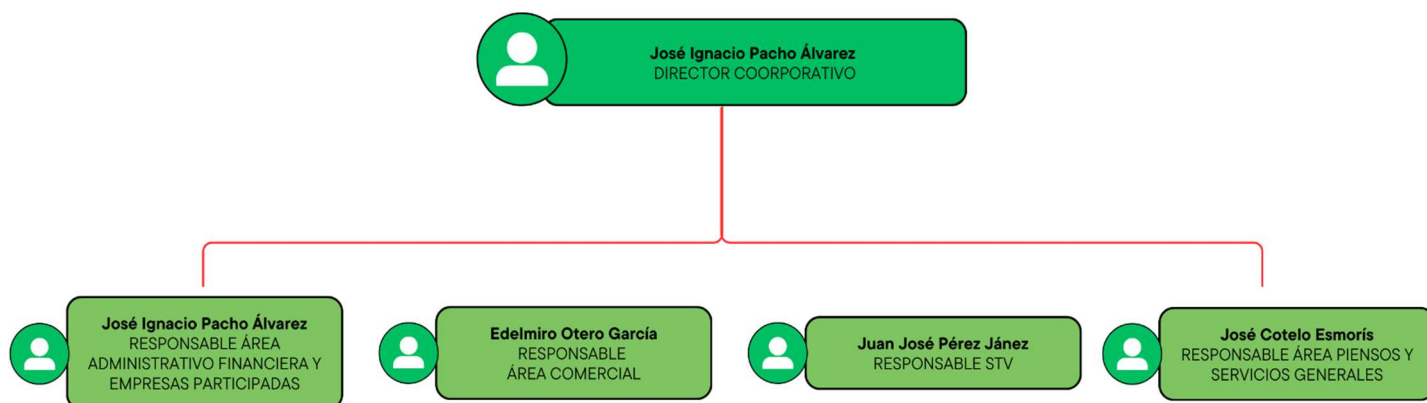 José Ignacio Pacho Álvarez
DIRECTOR COORPORATIVO
José Ignacio Pacho Álvarez
RESPONSABLE ÁREA
ADMINISTRATIVO FINANCIERA Y
EMPRESAS PARTICIPADAS
Edelmiro Otero García
RESPONSABLE
ÁREA COMERCIAL
Juan José Pérez Jánez
RESPONSABLE STV
José Cotelo Esmorís
RESPONSABLE ÁREA PIENSOS Y
SERVICIOS GENERALES